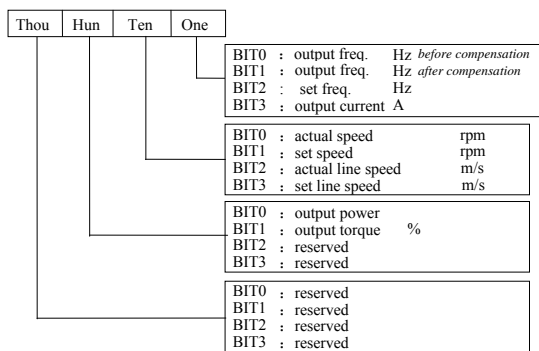 Thou Hun Ten One
BIT0 : output freq. Hz before compensation
BIT1 : output freq. Hz after compensation
BIT2 : set freq. Hz
BIT3 : output current A
BIT0 : actual speed rpm
BIT1 : set speed rpm
BIT2 : actual line speed m/s
BIT3 : set line speed m/s
BIT0 : output power
BIT1 : output torque %
BIT2 : reserved
BIT3 : reserved
BIT0 : reserved
BIT1 : reserved
BIT2 : reserved
BIT3 : reserved